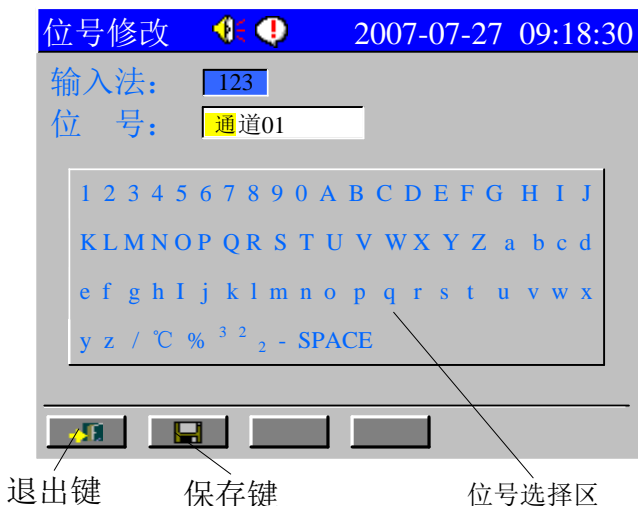 位号修改 2007-07-27 09:18:30
输入法： 123
位 号： 通道01
1 2 3 4 5 6 7 8 9 0 A B C D E F G H I J
K L M N O P Q R S T U V W X Y Z a b c d
e f g h I j k l m n o p q r s t u v w x
y z / ℃ % ³ ² ₂ - SPACE
退出键 保存键 位号选择区